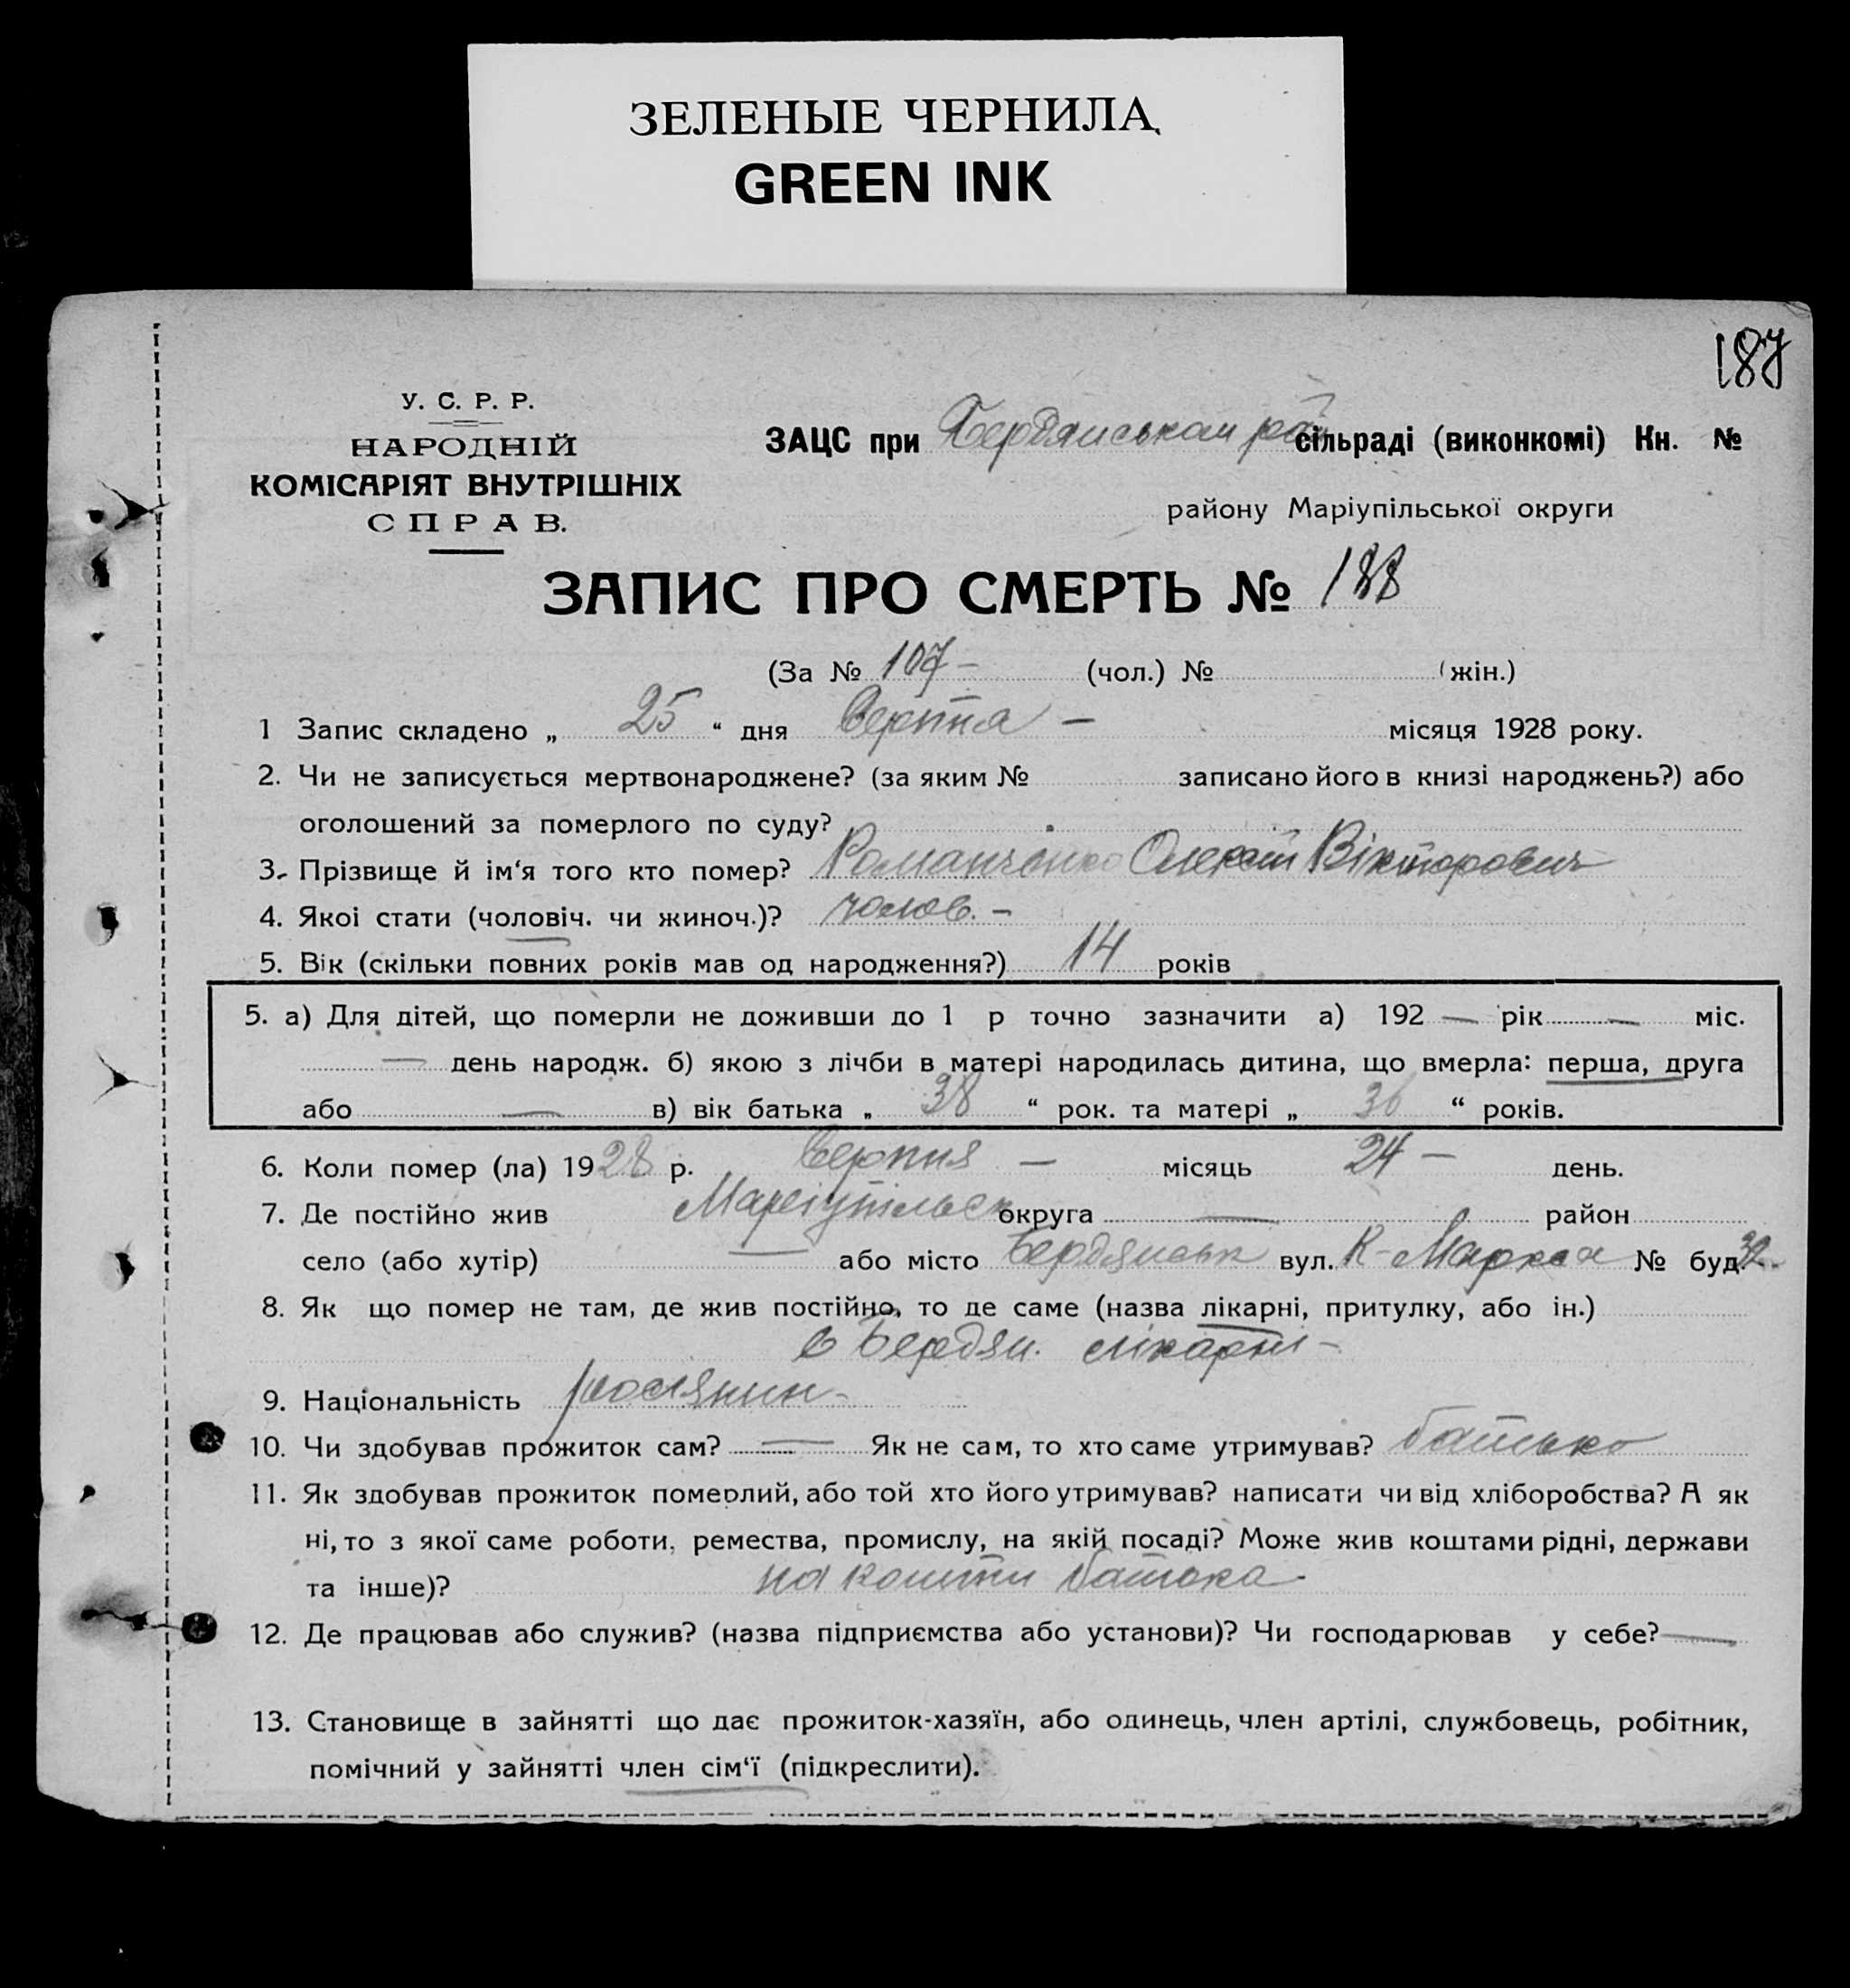 ЗЕЛЕНЫЕ ЧЕРНИЛА
GREEN INK
187
У. С. Р. Р.
НАРОДНІЙ
КОМІСАРІЯТ ВНУТРІШНІХ
СПРАВ.
ЗАЦС при Бердянськом рай сільраді (виконкомі) Кн. №
району Маріупільської округи
ЗАПИС ПРО СМЕРТЬ № 188
(За № 107 – (чол.) № (жін.)
1 Запис складено „ 25 “ дня Серпня – місяця 1928 року.
2. Чи не записується мертвонароджене? (за яким № записано його в книзі народжень?) або
оголошений за померлого по суду?
3. Прізвище й ім‘я того кто помер? Романченко Олексій Вікторович
4. Якоі стати (чоловіч. чи жиноч.)? чолов. –
5. Вік (скільки повних років мав од народження?) 14 років
5. а) Для дітей, що померли не доживши до 1 р точно зазначити а) 192 — рік — міс.
— день народж. б) якою з лічби в матері народилась дитина, що вмерла: перша, друга
або — в) вік батька „ 38 “ рок. та матері „ 36 “ років.
6. Коли помер (ла) 1928 р. Серпня — місяць 24 – день.
7. Де постійно жив Маріупільск округа — район
село (або хутір) — або місто Бердянськ вул. К-Маркса № буд. 32
8. Як що помер не там, де жив постійно, то де саме (назва лікарні, притулку, або ін.)
в Бердян. лікарні –
9. Національність росіянин –
10. Чи здобував прожиток сам? — Як не сам, то хто саме утримував? батько
11. Як здобував прожиток померлий, або той хто його утримував? написати чи від хліборобства? А як
ні, то з якої саме роботи, ремества, промислу, на якій посаді? Може жив коштами рідні, держави
та інше)? на кошти батька.
12. Де працював або служив? (назва підприємства або установи)? Чи господарював у себе? —
13. Становище в зайнятті що дає прожиток-хазяїн, або одинець, член артілі, службовець, робітник,
помічний у зайнятті член сім‘ї (підкреслити).